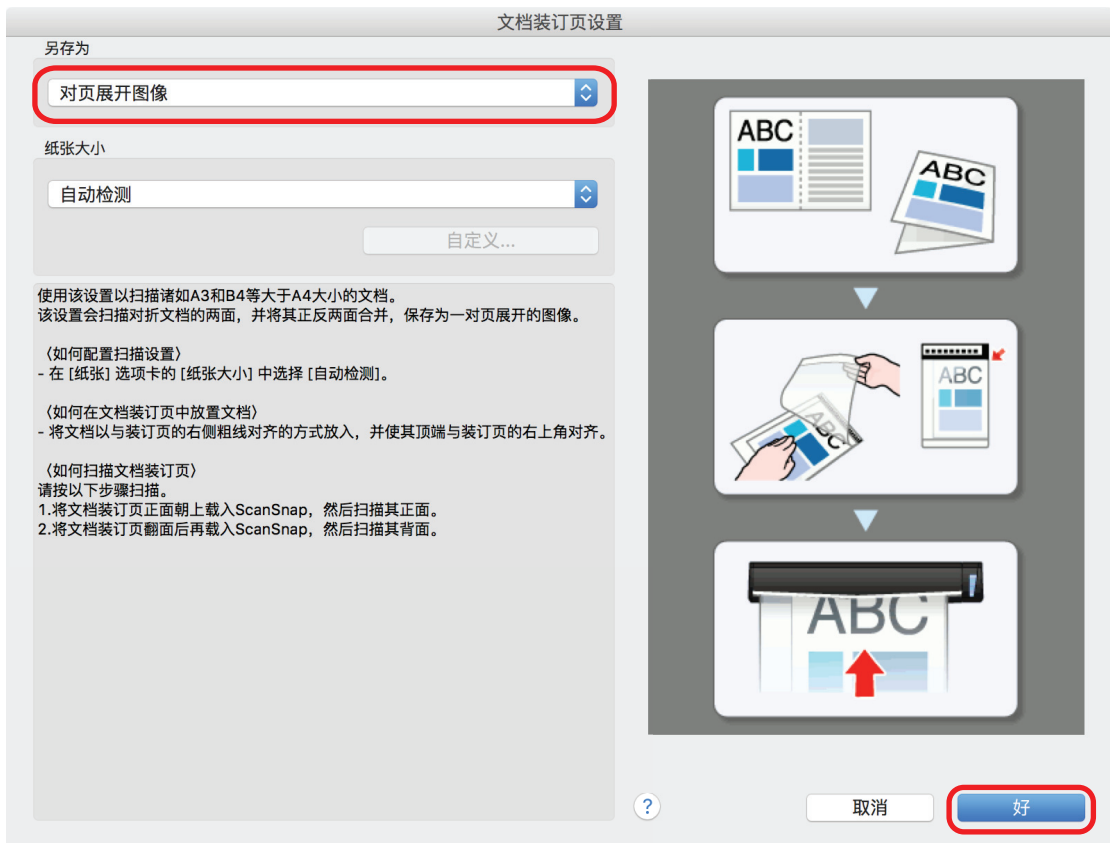 文档装订页设置
另存为
对页展开图像
纸张大小
自动检测
自定义...
使用该设置以扫描诸如A3和B4等大于A4大小的文档。
该设置会扫描对折文档的两面，并将其正反两面合并，保存为一对页展开的图像。
〈如何配置扫描设置〉
- 在 [纸张] 选项卡的 [纸张大小] 中选择 [自动检测]。
〈如何在文档装订页中放置文档〉
- 将文档以与装订页的右侧粗线对齐的方式放入，并使其顶端与装订页的右上角对齐。
〈如何扫描文档装订页〉
请按以下步骤扫描。
1.将文档装订页正面朝上载入ScanSnap，然后扫描其正面。
2.将文档装订页翻面后再载入ScanSnap，然后扫描其背面。
ABC
ABC
ABC
ABC
ABC
?
取消
好